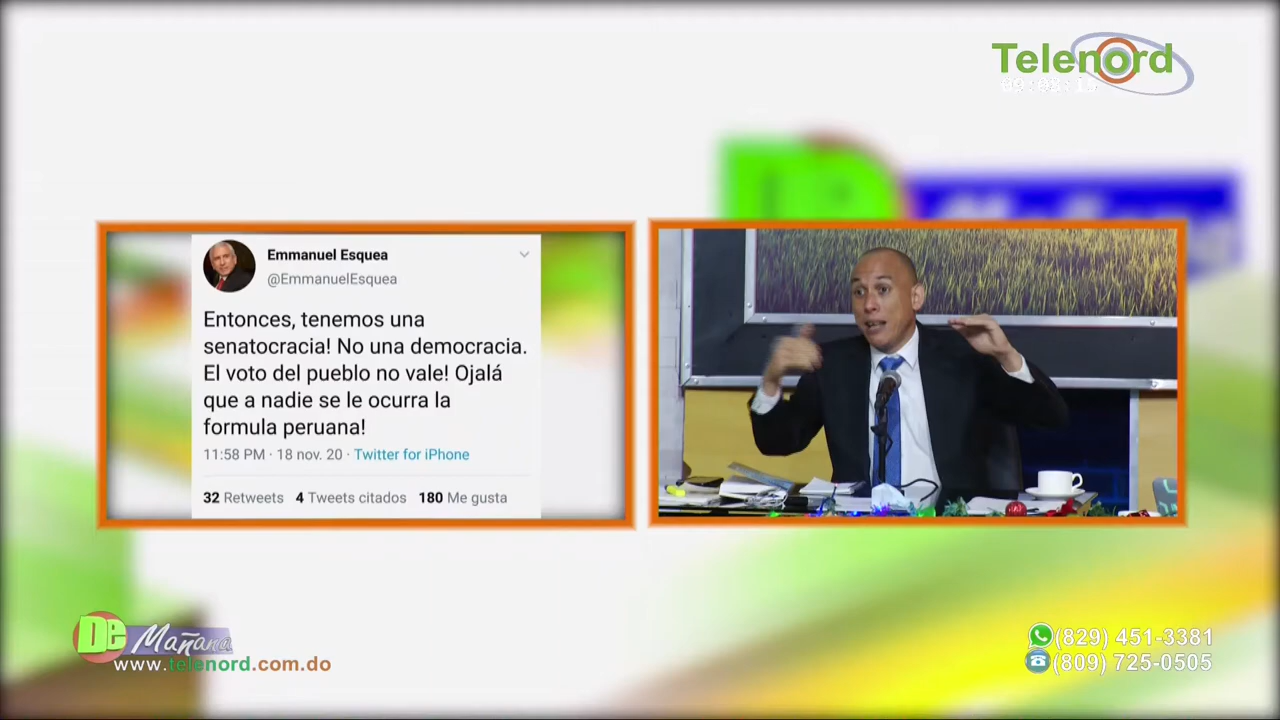 Telenord
Emmanuel Esquea
@EmmanuelEsquea
Entonces, tenemos una
senatocracia! No una democracia.
El voto del pueblo no vale! Ojalá
que a nadie se le ocurra la
formula peruana!
11:58 PM · 18 nov. 20 · Twitter for iPhone
32 Retweets 4 Tweets citados 180 Me gusta
De Mañana
www.telenord.com.do
(829) 451-3381
(809) 725-0505